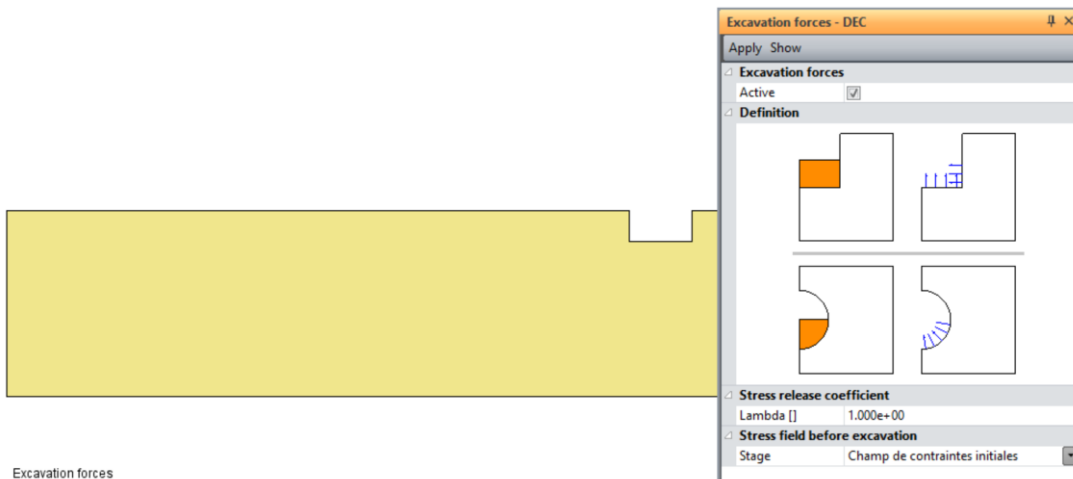 Excavation forces - DEC
Apply Show
Excavation forces
Active
Definition
Stress release coefficient
Lambda [] 1.000e+00
Stress field before excavation
Stage Champ de contraintes initiales
Excavation forces